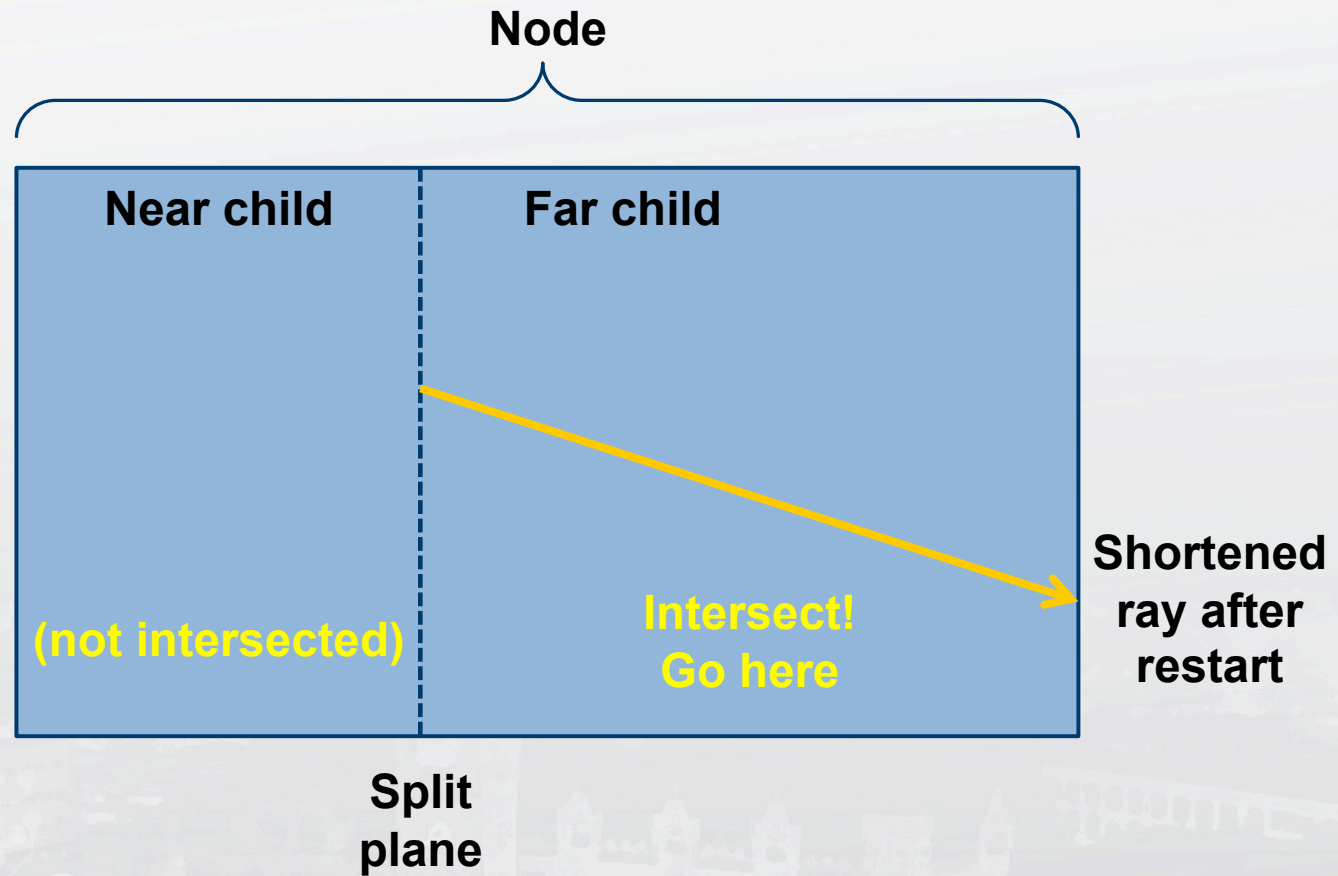 Node
Near child
Far child
(not intersected)
Intersect!
Go here
Shortened
ray after
restart
Split
plane